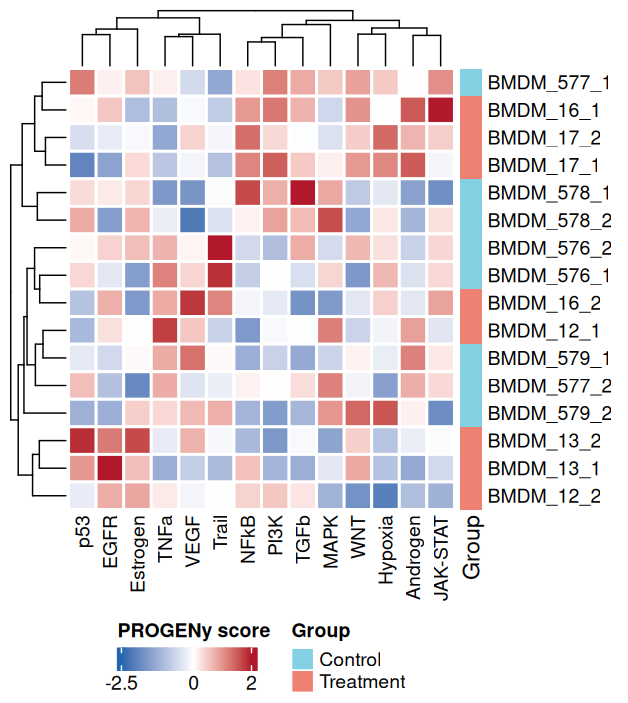 BMDM_577_1
BMDM_16_1
BMDM_17_2
BMDM_17_1
BMDM_578_1
BMDM_578_2
BMDM_576_2
BMDM_576_1
BMDM_16_2
BMDM_12_1
BMDM_579_1
BMDM_577_2
BMDM_579_2
BMDM_13_2
BMDM_13_1
BMDM_12_2
p53
EGFR
Estrogen
TNFa
VEGF
Trail
NFkB
PI3K
TGFb
MAPK
WNT
Hypoxia
Androgen
JAK-STAT
Group
PROGENy score
-2.5 0 2
Group
Control
Treatment